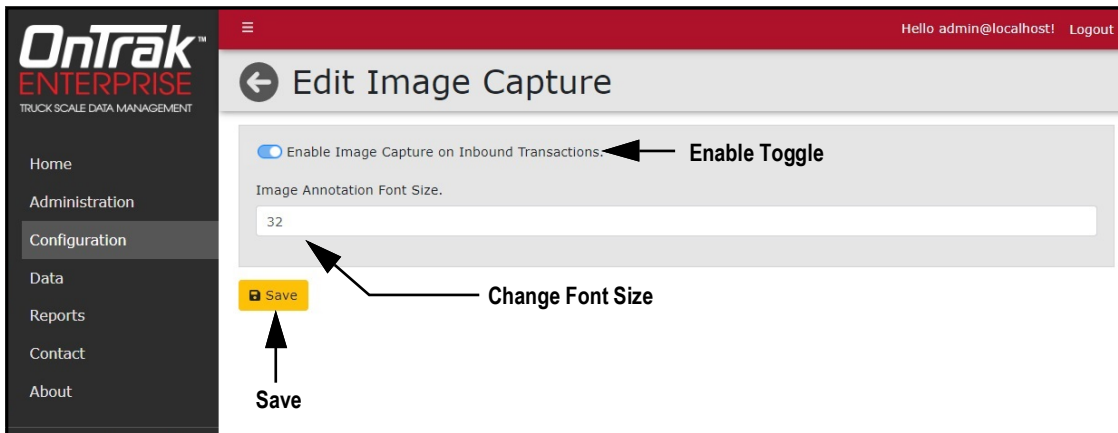 OnTrak™
ENTERPRISE
TRUCK SCALE DATA MANAGEMENT
Home
Administration
Configuration
Data
Reports
Contact
About
Hello admin@localhost! Logout
Edit Image Capture
Enable Image Capture on Inbound Transactions.
Enable Toggle
Image Annotation Font Size.
32
Change Font Size
Save
Save